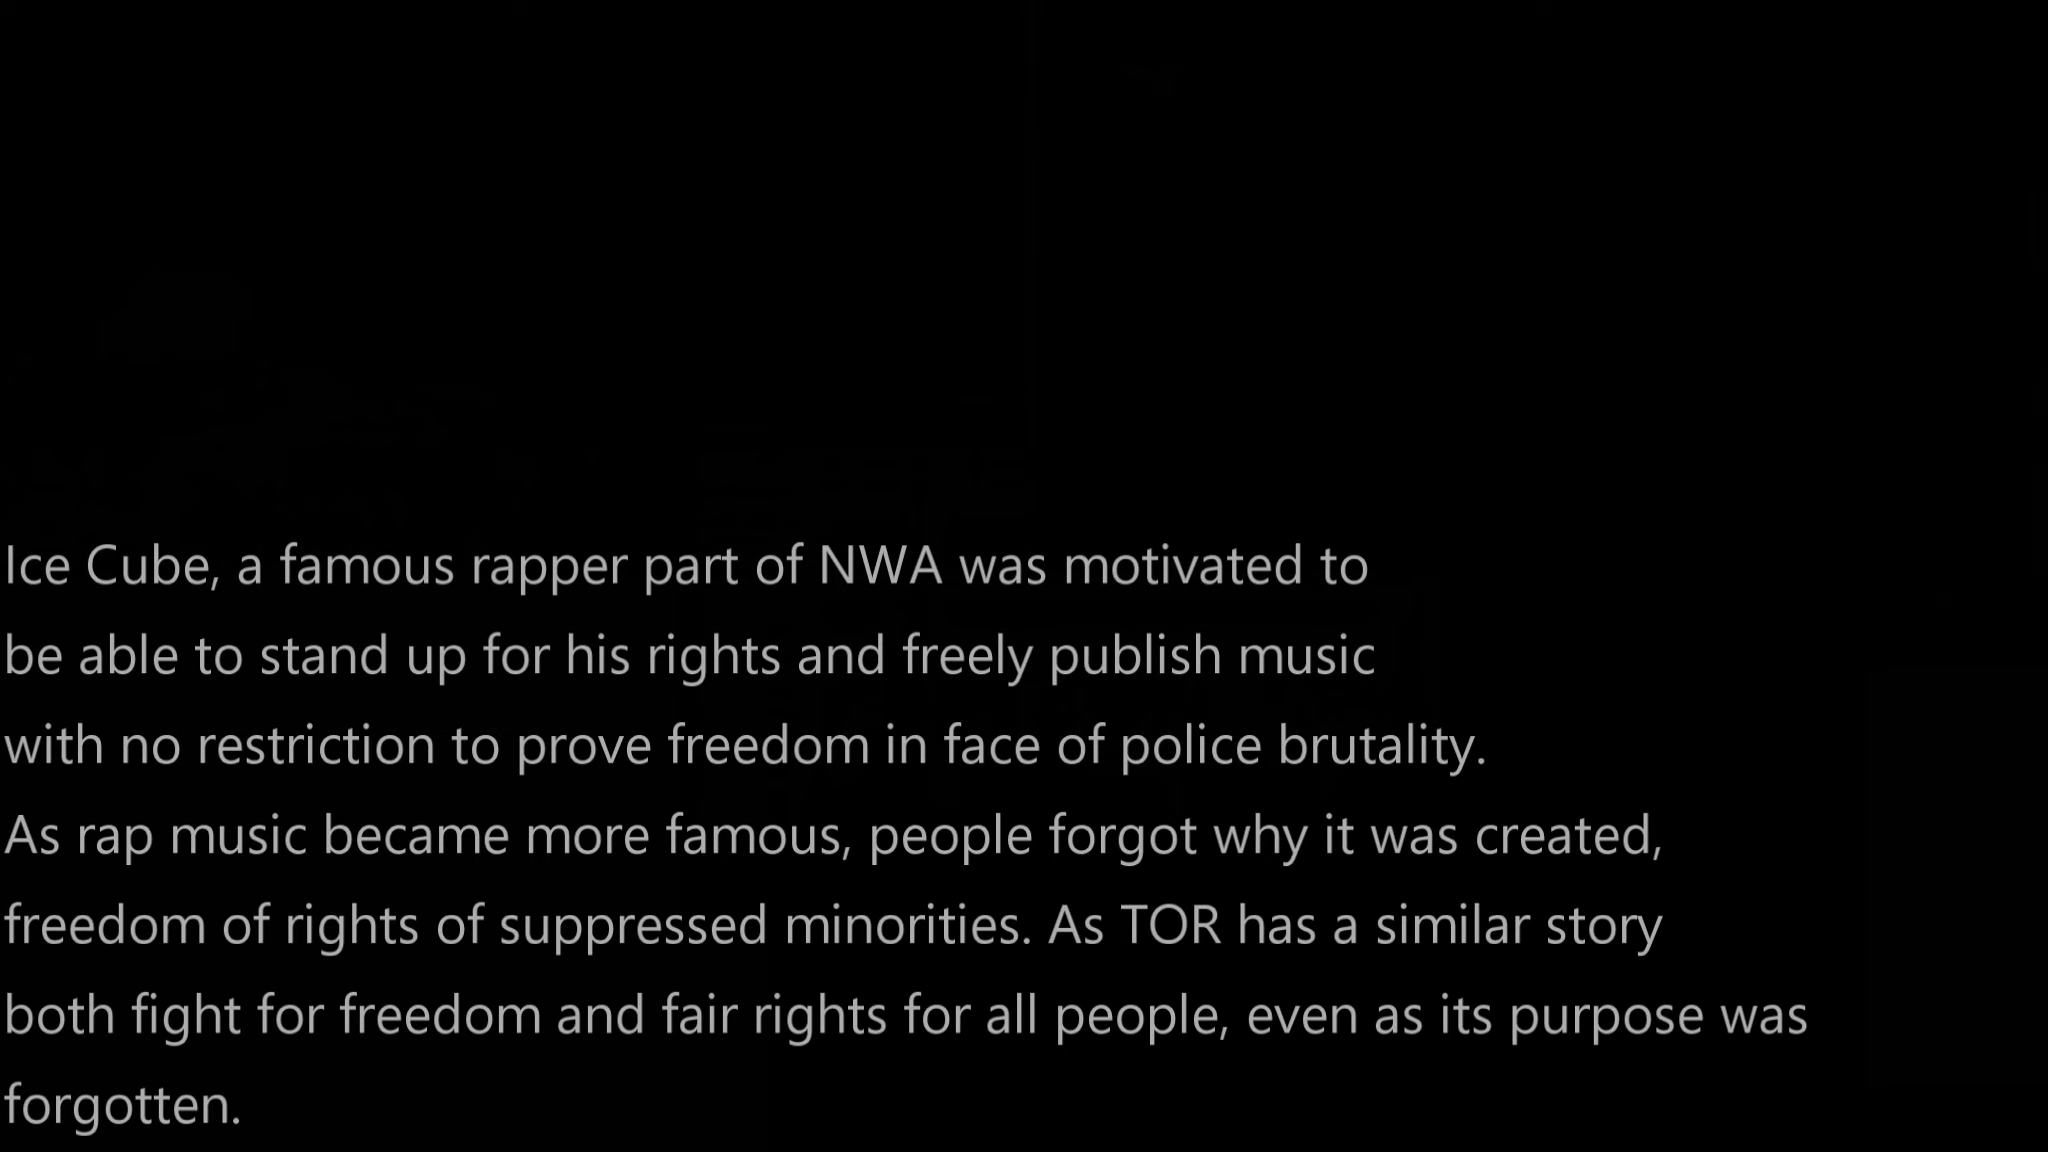 Ice Cube, a famous rapper part of NWA was motivated to
be able to stand up for his rights and freely publish music
with no restriction to prove freedom in face of police brutality.
As rap music became more famous, people forgot why it was created,
freedom of rights of suppressed minorities. As TOR has a similar story
both fight for freedom and fair rights for all people, even as its purpose was
forgotten.